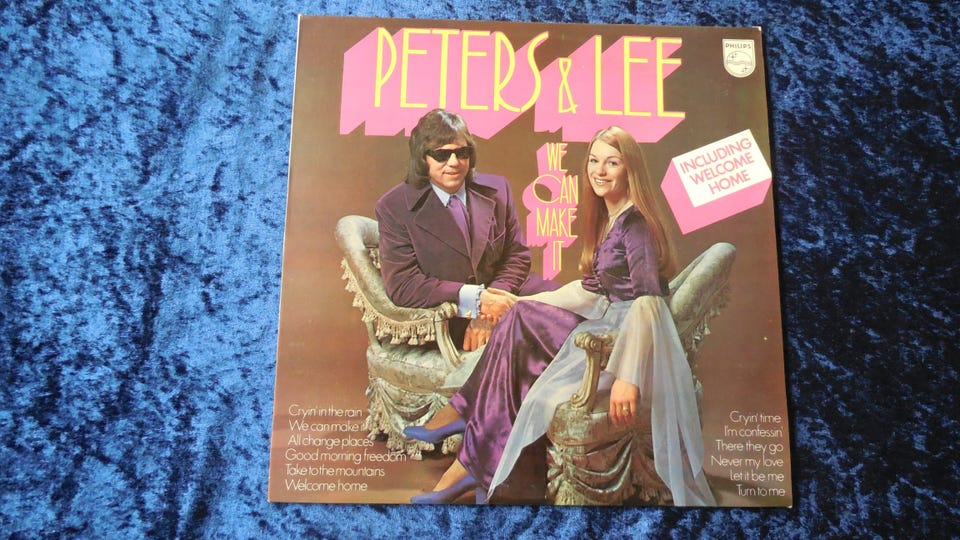 PETERS & LEE
PHILIPS
WE
CAN
MAKE
IT
INCLUDING
WELCOME
HOME
Cryin' in the rain
We can make it
All change places
Good morning freedom
Take to the mountains
Welcome home
Cryin' time
I'm confessin'
There they go
Never my love
Let it be me
Turn to me